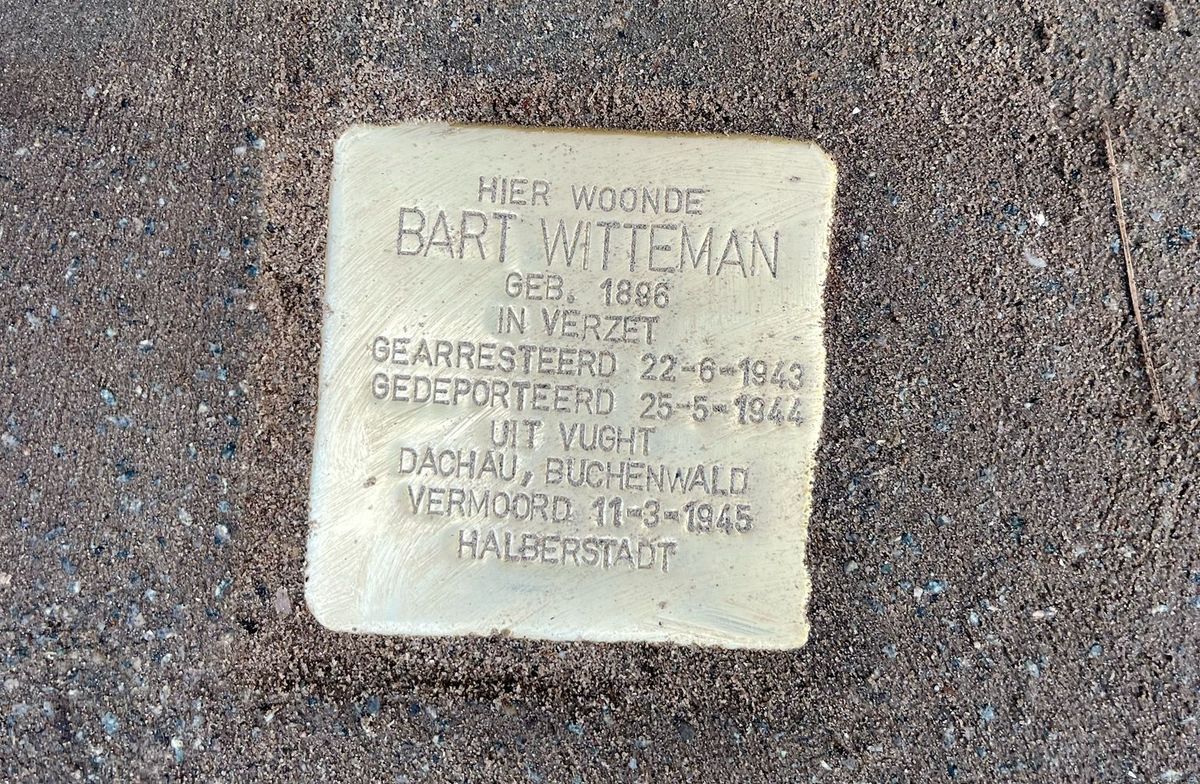 HIER WOONDE
BART WITTEMAN
GEB. 1896
IN VERZET
GEARRESTEERD 22-6-1943
GEDEPORTEERD 25-5-1944
UIT VUGHT
DACHAU, BUCHENWALD
VERMOORD 11-3-1945
HALBERSTADT